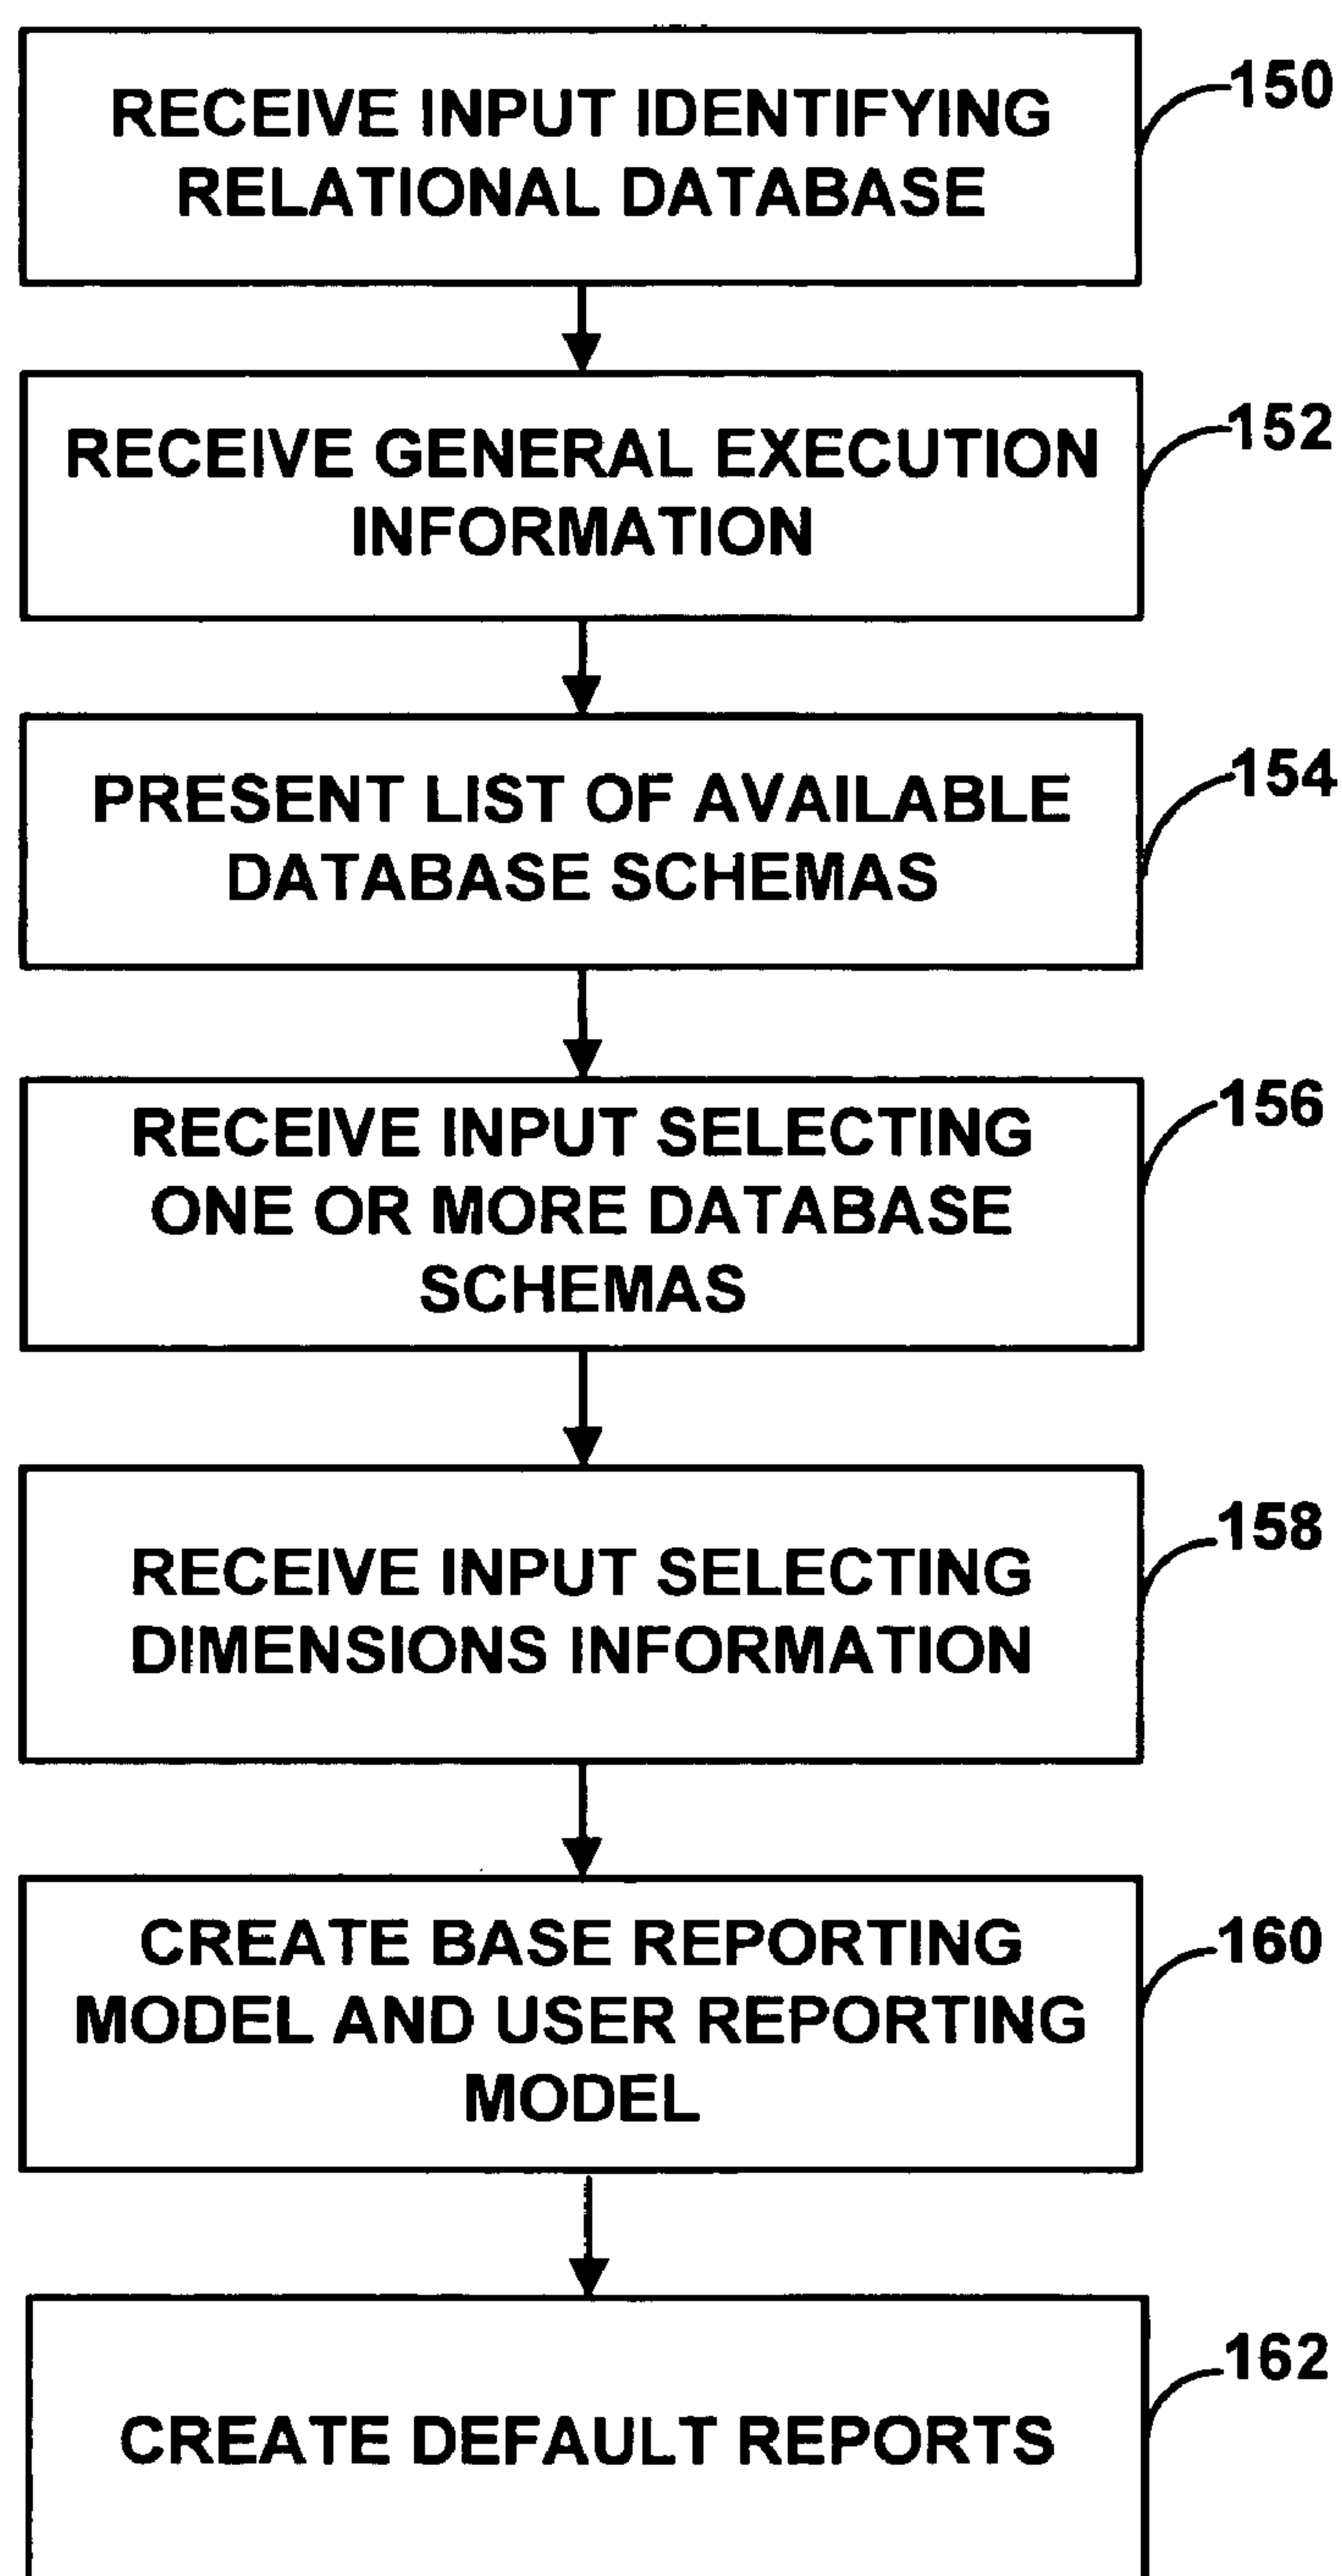 RECEIVE INPUT IDENTIFYING
RELATIONAL DATABASE
150
RECEIVE GENERAL EXECUTION
INFORMATION
152
PRESENT LIST OF AVAILABLE
DATABASE SCHEMAS
154
RECEIVE INPUT SELECTING
ONE OR MORE DATABASE
SCHEMAS
156
RECEIVE INPUT SELECTING
DIMENSIONS INFORMATION
158
CREATE BASE REPORTING
MODEL AND USER REPORTING
MODEL
160
CREATE DEFAULT REPORTS
162